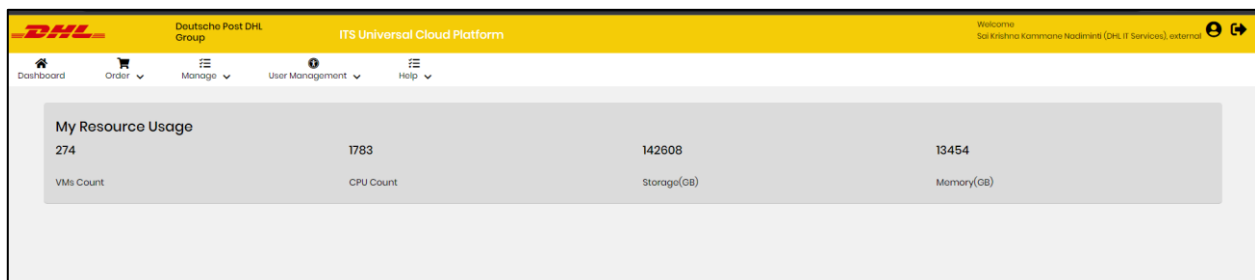 DHL
Deutsche Post DHL
Group
ITS Universal Cloud Platform
Welcome
Sai Krishna Kammane Nadiminti (DHL IT Services), external
Dashboard
Order
Manage
User Management
Help
My Resource Usage
274
1783
142608
13454
VMs Count
CPU Count
Storage(GB)
Memory(GB)